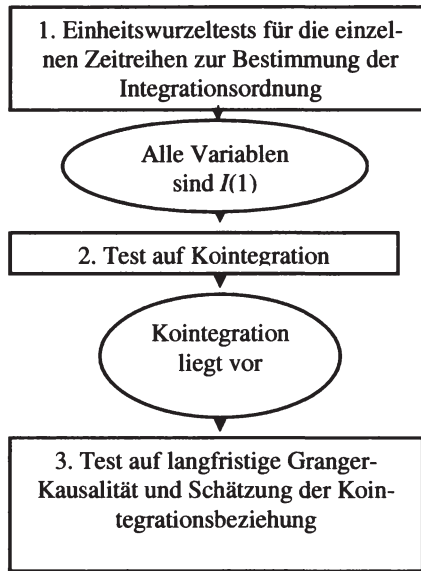 1. Einheitswurzeltests für die einzel-
nen Zeitreihen zur Bestimmung der
Integrationsordnung
Alle Variablen
sind I(1)
2. Test auf Kointegration
Kointegration
liegt vor
3. Test auf langfristige Granger-
Kausalität und Schätzung der Koin-
tegrationsbeziehung